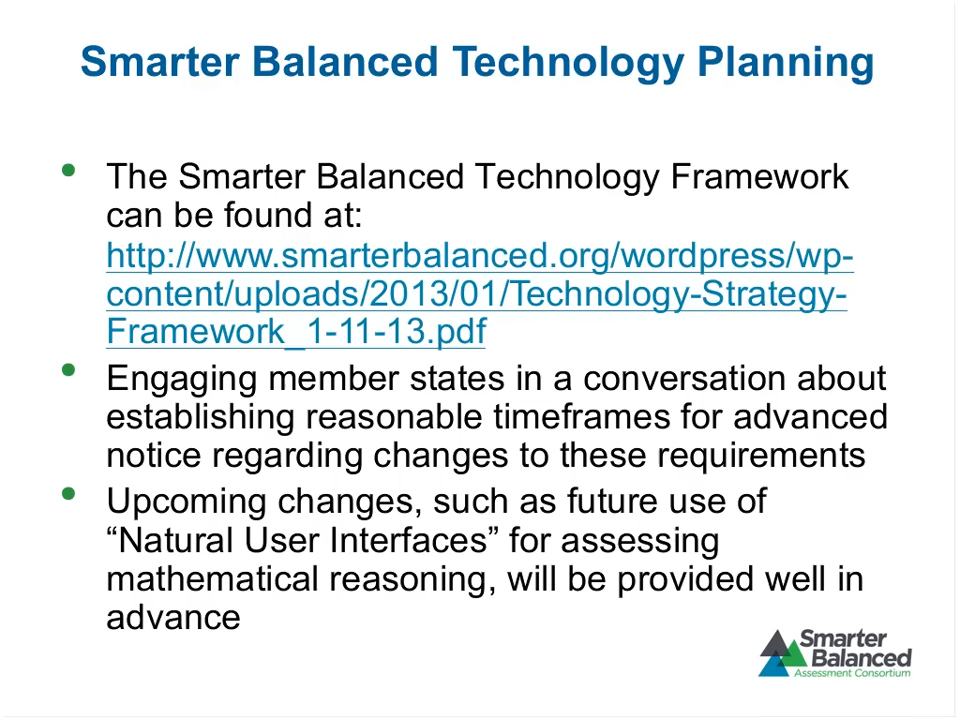 Smarter Balanced Technology Planning
• The Smarter Balanced Technology Framework
can be found at:
http://www.smarterbalanced.org/wordpress/wp-
content/uploads/2013/01/Technology-Strategy-
Framework_1-11-13.pdf
• Engaging member states in a conversation about
establishing reasonable timeframes for advanced
notice regarding changes to these requirements
• Upcoming changes, such as future use of
“Natural User Interfaces” for assessing
mathematical reasoning, will be provided well in
advance
Smarter
Balanced
Assessment Consortium